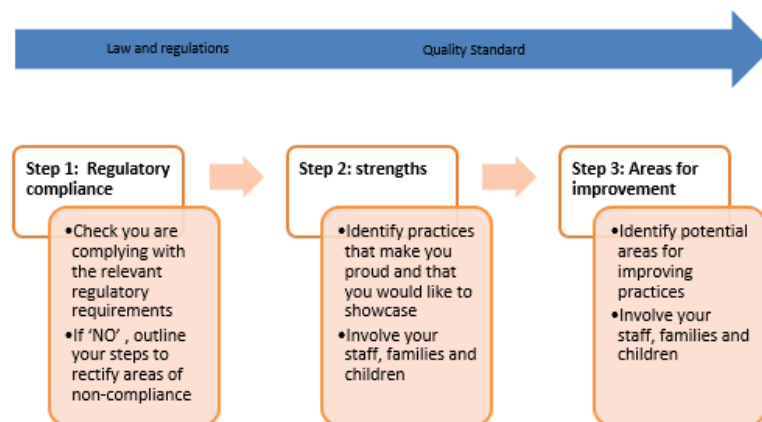 Law and regulations
Quality Standard
Step 1:  Regulatory
compliance
•Check you are
complying with
the relevant
regulatory
requirements
•If ‘NO’ , outline
your steps to
rectify areas of
non-compliance
Step 2: strengths
•Identify practices
that make you
proud and that
you would like to
showcase
•Involve your
staff, families and
children
Step 3: Areas for
improvement
•Identify potential
areas for
improving
practices
•Involve your
staff, families and
children